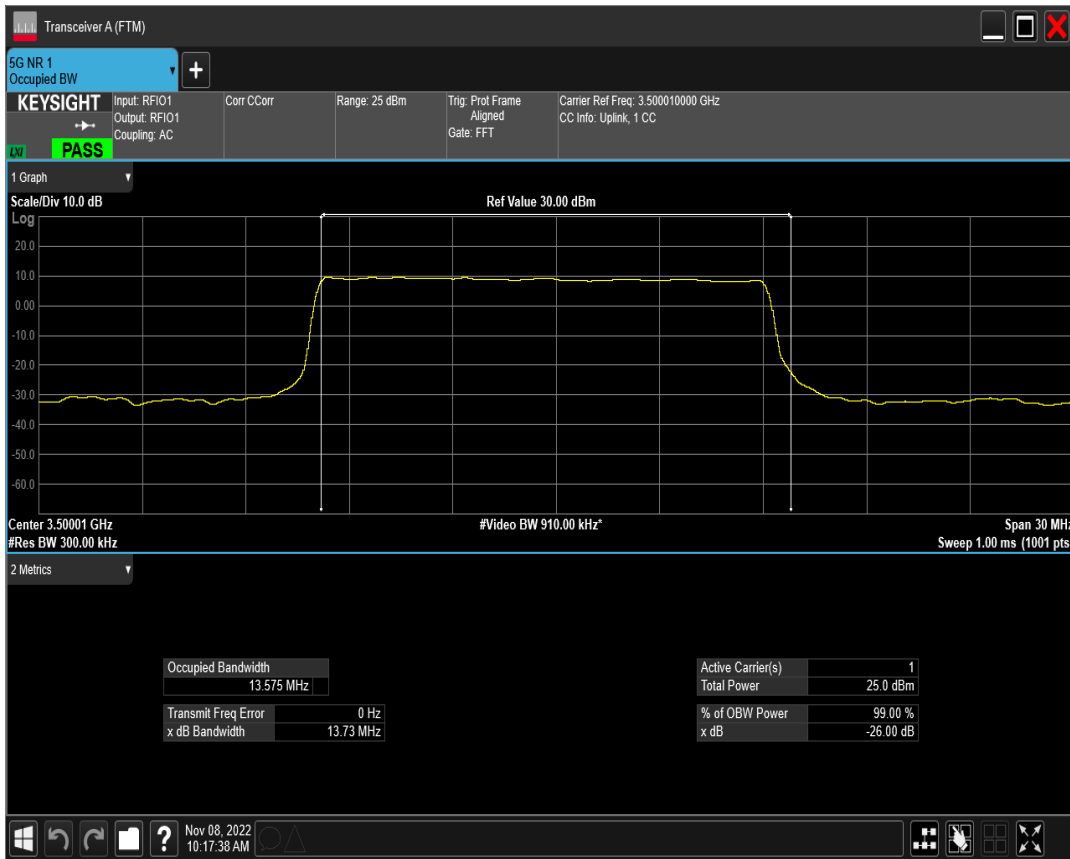 Transceiver A (FTM)
5G NR 1
Occupied BW
+
KEYSIGHT
LXI
PASS
Input: RFIO1
Output: RFIO1
Coupling: AC
Corr CCorr
Range: 25 dBm
Trig: Prot Frame
Aligned
Gate: FFT
Carrier Ref Freq: 3.500010000 GHz
CC Info: Uplink, 1 CC
1 Graph
Scale/Div 10.0 dB
Ref Value 30.00 dBm
Log
20.0
10.0
0.00
-10.0
-20.0
-30.0
-40.0
-50.0
-60.0
Center 3.50001 GHz
#Video BW 910.00 kHz*
Span 30 MHz
#Res BW 300.00 kHz
Sweep 1.00 ms (1001 pts
2 Metrics
Occupied Bandwidth
13.575 MHz
Transmit Freq Error 0 Hz
x dB Bandwidth 13.73 MHz
Active Carrier(s) 1
Total Power 25.0 dBm
% of OBW Power 99.00 %
x dB -26.00 dB
?
Nov 08, 2022
10:17:38 AM